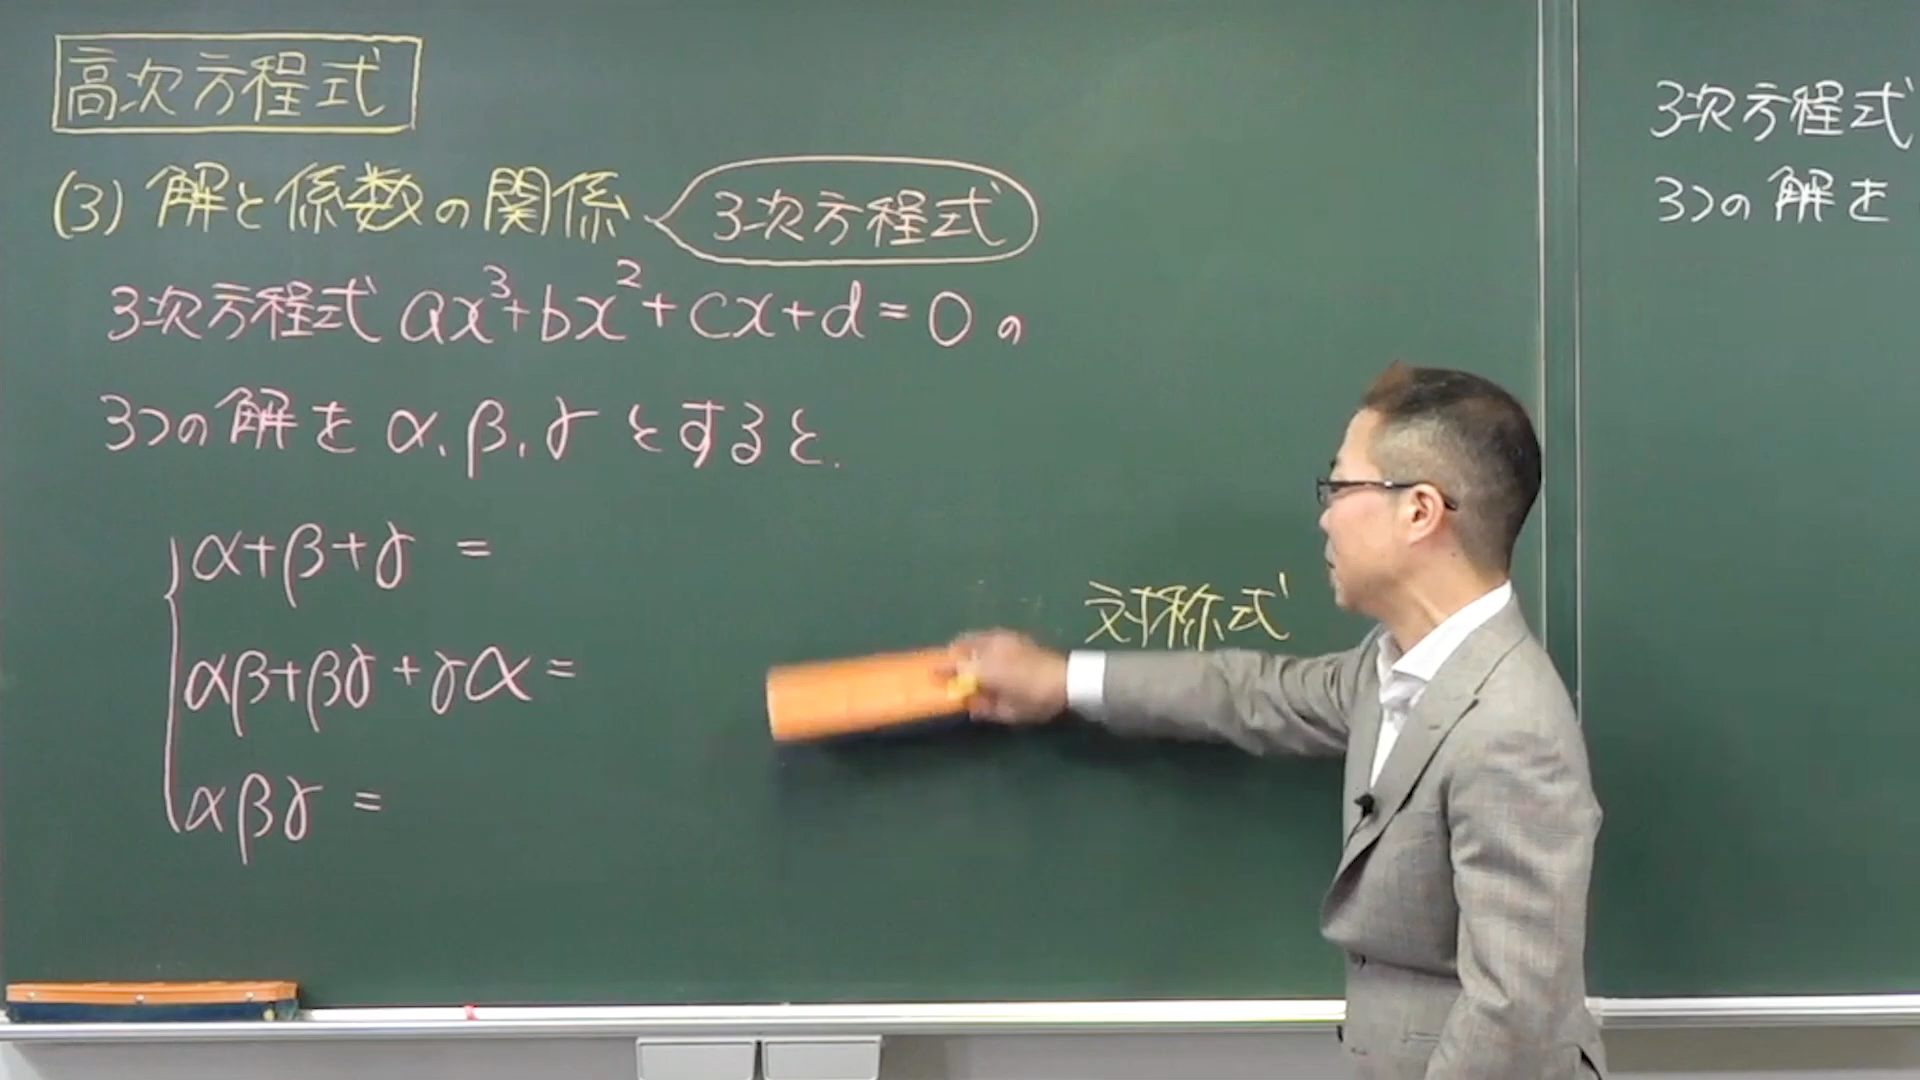 高次方程式
(3) 解と係数の関係 3次方程式
3次方程式 ax³+bx²+cx+d=0 の
3つの解を α、β、γ とすると、
α+β+γ =
αβ+βγ+γα=
αβγ =
対称式
3次方程式
3つの解を